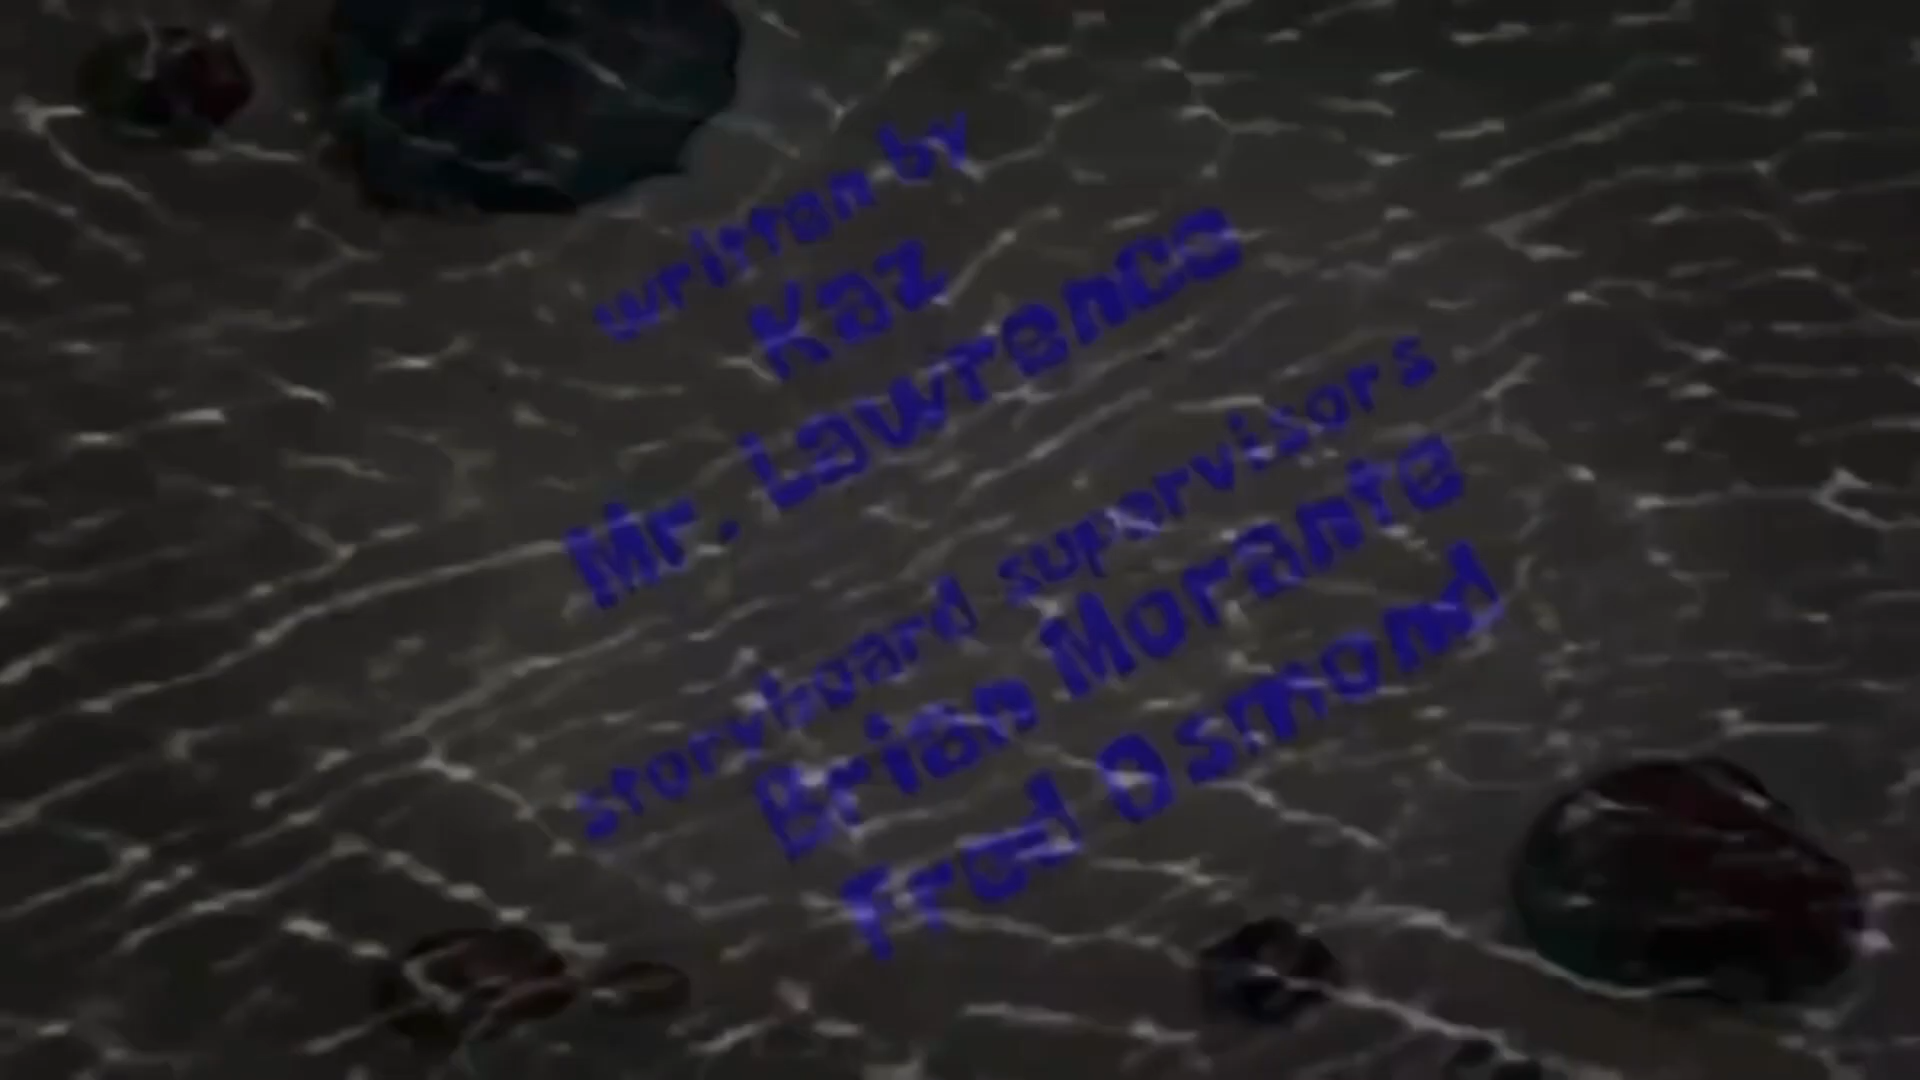 written by
Kaz
Mr. Lawrence
storyboard supervisors
Brian Morante
Fred Osmond